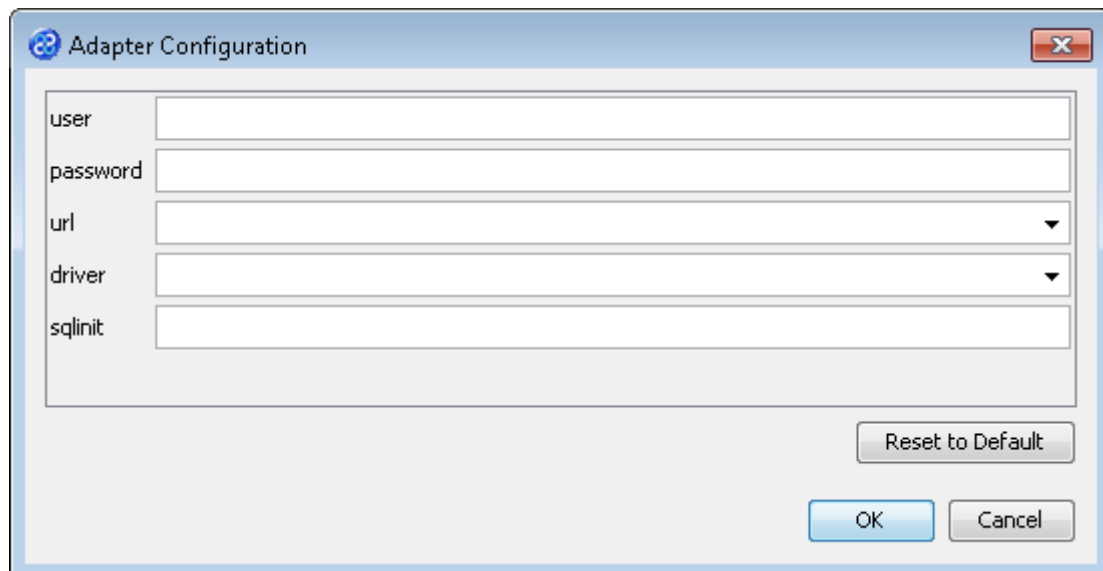 Adapter Configuration
user
password
url
driver
sqlinit
Reset to Default
OK Cancel